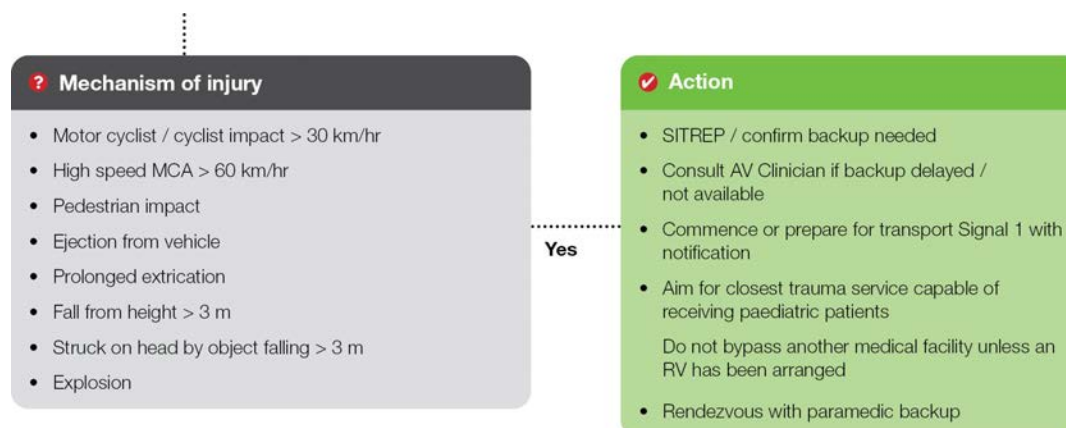 ? Mechanism of injury
• Motor cyclist / cyclist impact > 30 km/hr
• High speed MCA > 60 km/hr
• Pedestrian impact
• Ejection from vehicle
• Prolonged extrication
• Fall from height > 3 m
• Struck on head by object falling > 3 m
• Explosion
Yes
Action
• SITREP / confirm backup needed
• Consult AV Clinician if backup delayed /
not available
• Commence or prepare for transport Signal 1 with
notification
• Aim for closest trauma service capable of
receiving paediatric patients
Do not bypass another medical facility unless an
RV has been arranged
• Rendezvous with paramedic backup